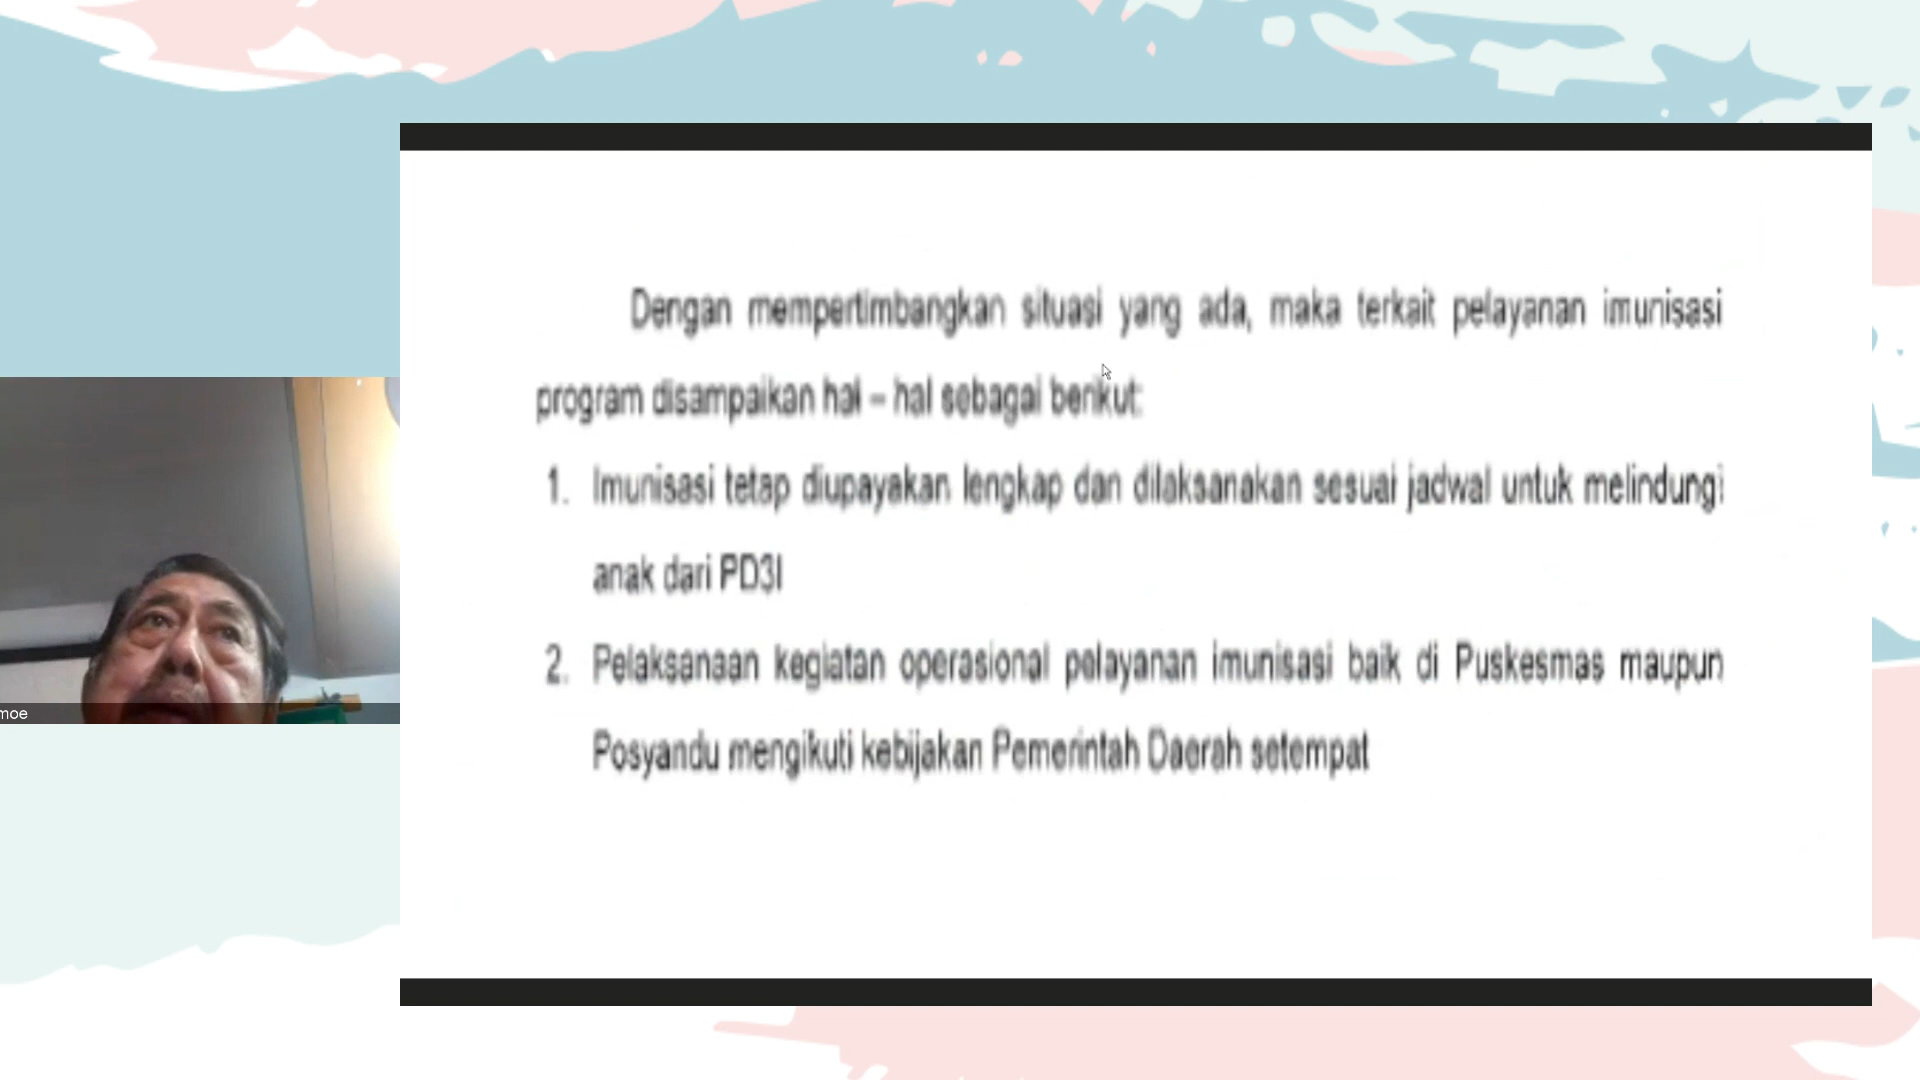 Dengan mempertimbangkan situasi yang ada, maka terkait pelayanan imunisasi
program disampaikan hal – hal sebagai berikut:
1. Imunisasi tetap diupayakan lengkap dan dilaksanakan sesuai jadwal untuk melindungi
anak dari PD3I
2. Pelaksanaan kegiatan operasional pelayanan imunisasi baik di Puskesmas maupun
Posyandu mengikuti kebijakan Pemerintah Daerah setempat
moe